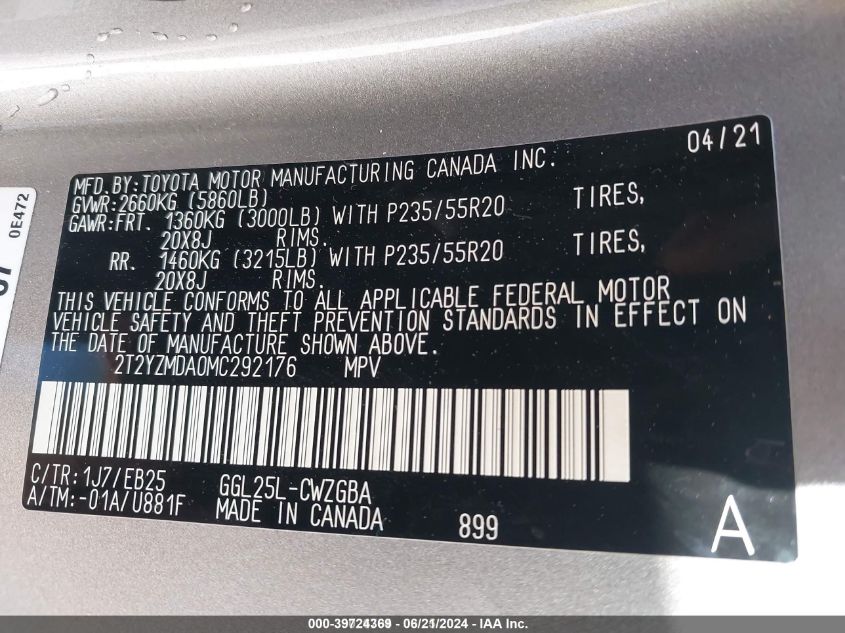 04/21
MFD. BY: TOYOTA MOTOR MANUFACTURING CANADA INC.
GVWR: 2660KG (5860LB)
GAWR: FRT. 1360KG (3000LB) WITH P235/55R20 TIRES,
20X8J RIMS.
RR. 1460KG (3215LB) WITH P235/55R20 TIRES,
20X8J RIMS.
THIS VEHICLE CONFORMS TO ALL APPLICABLE FEDERAL MOTOR
VEHICLE SAFETY AND THEFT PREVENTION STANDARDS IN EFFECT ON
THE DATE OF MANUFACTURE SHOWN ABOVE.
2T2YZMDA0MC292176 MPV
C/TR: 1J7/EB25 GGL25L-CWZGBA
A/TM: -01A/U881F MADE IN CANADA 899 A
0E472
000-39724369 / 06/21/2024 - IAA Inc.